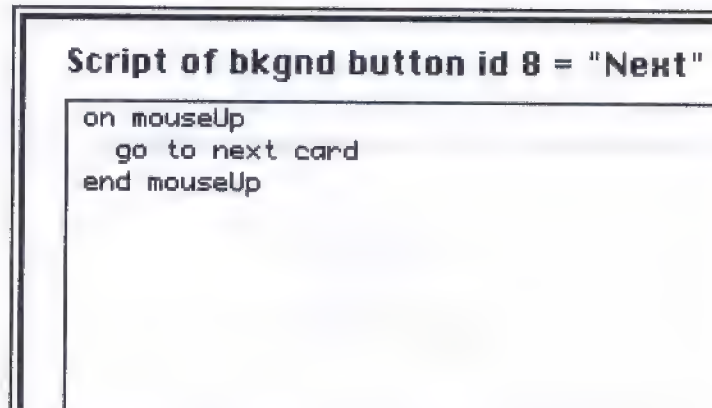 Script of bkgnd button id 8 = "Next"
on mouseUp
  go to next card
end mouseUp